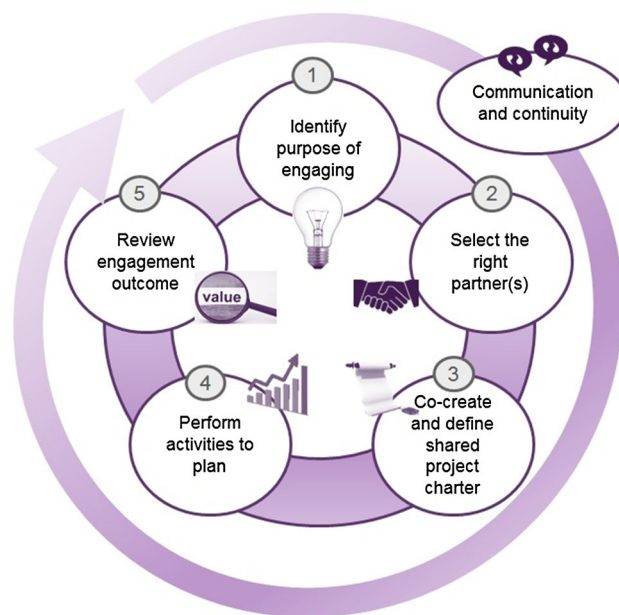 Communication
and continuity
1
Identify
purpose of
engaging
2
Select the
right
partner(s)
3
Co-create
and define
shared
project
charter
4
Perform
activities to
plan
5
Review
engagement
outcome
value